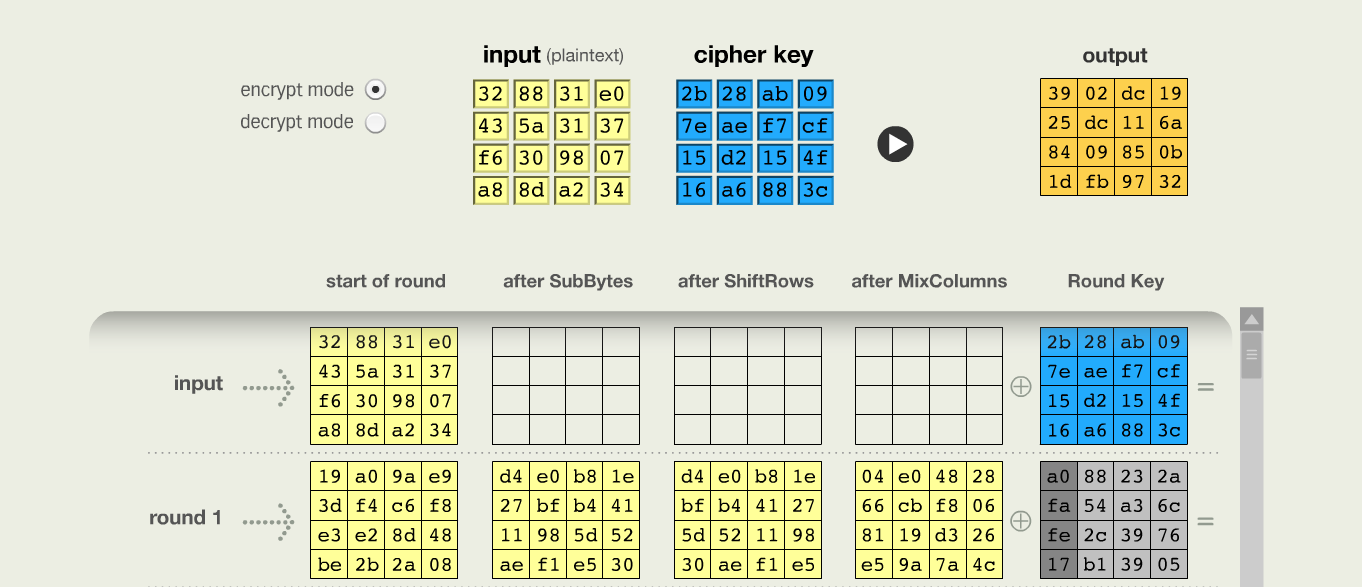 input (plaintext) cipher key output
encrypt mode
decrypt mode
32 88 31 e0 2b 28 ab 09 39 02 dc 19
43 5a 31 37 7e ae f7 cf 25 dc 11 6a
f6 30 98 07 15 d2 15 4f 84 09 85 0b
a8 8d a2 34 16 a6 88 3c 1d fb 97 32
start of round after SubBytes after ShiftRows after MixColumns Round Key
input
32 88 31 e0 2b 28 ab 09
43 5a 31 37 7e ae f7 cf
f6 30 98 07 ⊕ 15 d2 15 4f =
a8 8d a2 34 16 a6 88 3c
round 1
19 a0 9a e9 d4 e0 b8 1e d4 e0 b8 1e 04 e0 48 28 a0 88 23 2a
3d f4 c6 f8 27 bf b4 41 bf b4 41 27 66 cb f8 06 fa 54 a3 6c
e3 e2 8d 48 11 98 5d 52 5d 52 11 98 81 19 d3 26 ⊕ fe 2c 39 76 =
be 2b 2a 08 ae f1 e5 30 30 ae f1 e5 e5 9a 7a 4c 17 b1 39 05